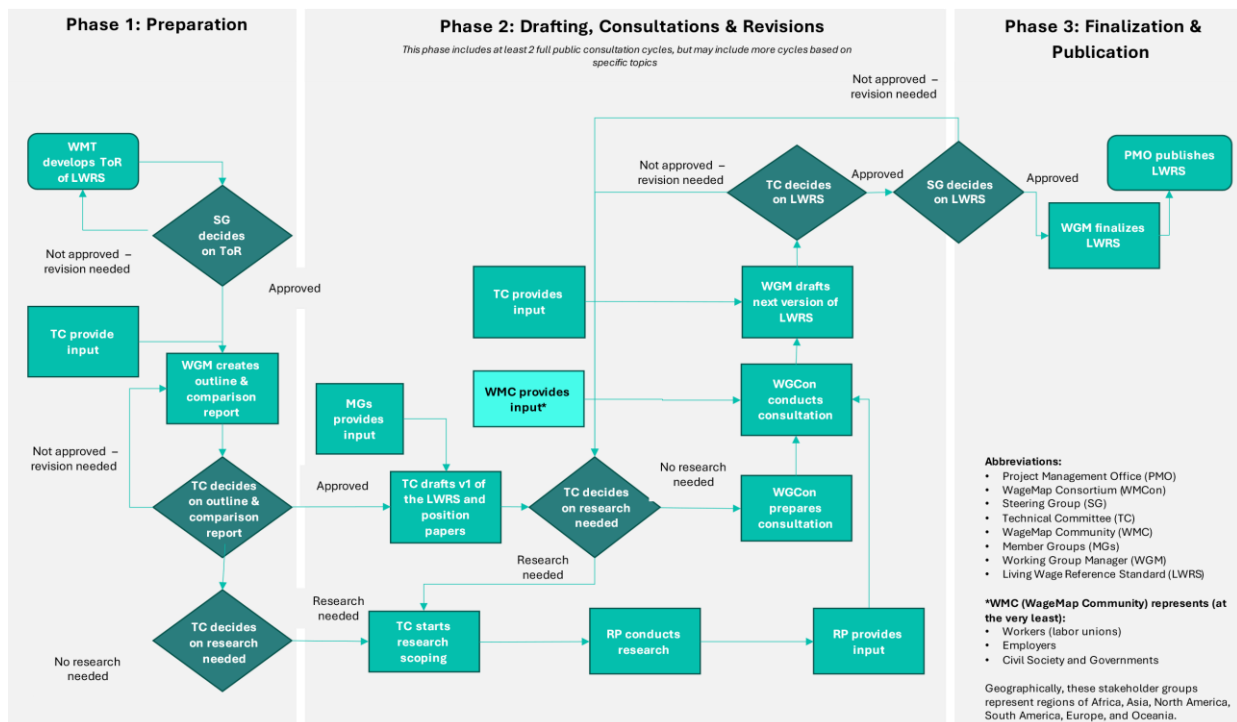 Phase 1: Preparation
WMT
develops ToR
of LWRS
SG
decides
on ToR
Not approved –
revision needed
Approved
TC provide
input
WGM creates
outline &
comparison
report
Not approved –
revision needed
TC decides
on outline &
comparison
report
TC decides
on research
needed
No research
needed
Phase 2: Drafting, Consultations & Revisions
This phase includes at least 2 full public consultation cycles, but may include more cycles based on
specific topics
Not approved –
revision needed
Not approved –
revision needed
TC decides
on LWRS
Approved
SG decides
on LWRS
TC provides
input
WGM drafts
next version of
LWRS
WMC provides
input*
WGCon
conducts
consultation
MGs
provides
input
Approved
TC drafts v1 of
the LWRS and
position
papers
TC decides
on research
needed
No research
needed
WGCon
prepares
consultation
Research
needed
Research
needed
TC starts
research
scoping
RP conducts
research
RP provides
input
Phase 3: Finalization &
Publication
PMO publishes
LWRS
Approved
WGM finalizes
LWRS
Abbreviations:
• Project Management Office (PMO)
• WageMap Consortium (WMCon)
• Steering Group (SG)
• Technical Committee (TC)
• WageMap Community (WMC)
• Member Groups (MGs)
• Working Group Manager (WGM)
• Living Wage Reference Standard (LWRS)
*WMC (WageMap Community) represents (at
the very least):
• Workers (labor unions)
• Employers
• Civil Society and Governments
Geographically, these stakeholder groups
represent regions of Africa, Asia, North America,
South America, Europe, and Oceania.